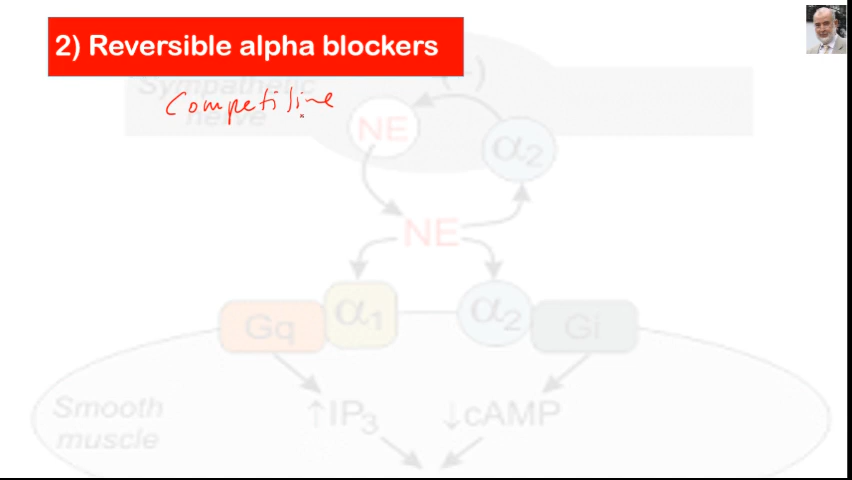 2) Reversible alpha blockers
Sympathetic
nerve
Competitive
(-)
NE
α2
NE
Gq α1 α2 Gi
Smooth
muscle
↑IP3 ↓cAMP